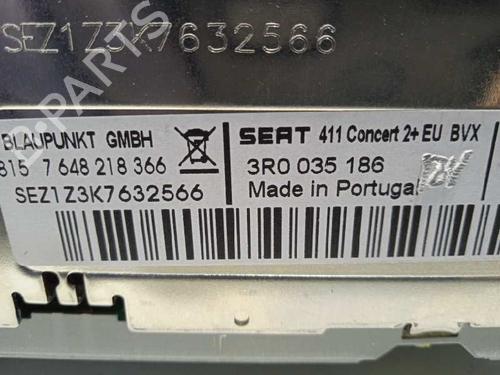 SEZ1Z3K7632566
BLAUPUNKT GMBH
SEAT 411 Concert 2+ EU BVX
815 7 648 218 366
3R0 035 186
SEZ1Z3K7632566
Made in Portugal